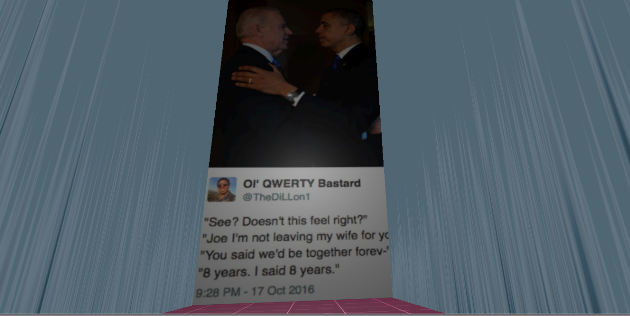 Ol' QWERTY Bastard
@TheDiLLon1
"See? Doesn't this feel right?"
"Joe I'm not leaving my wife for yo
"You said we'd be together forev-"
"8 years. I said 8 years."
9:28 PM - 17 Oct 2016